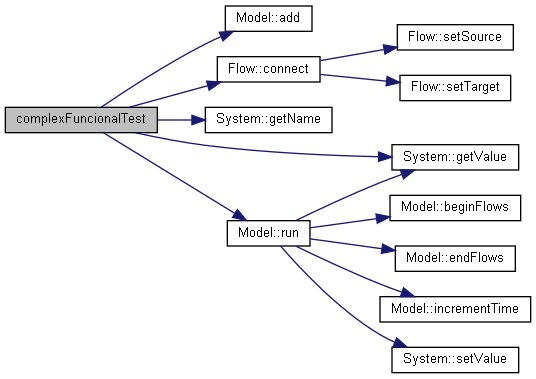 Model::add
Flow::setSource
Flow::connect
Flow::setTarget
complexFuncionalTest
System::getName
System::getValue
Model::beginFlows
Model::run
Model::endFlows
Model::incrementTime
System::setValue